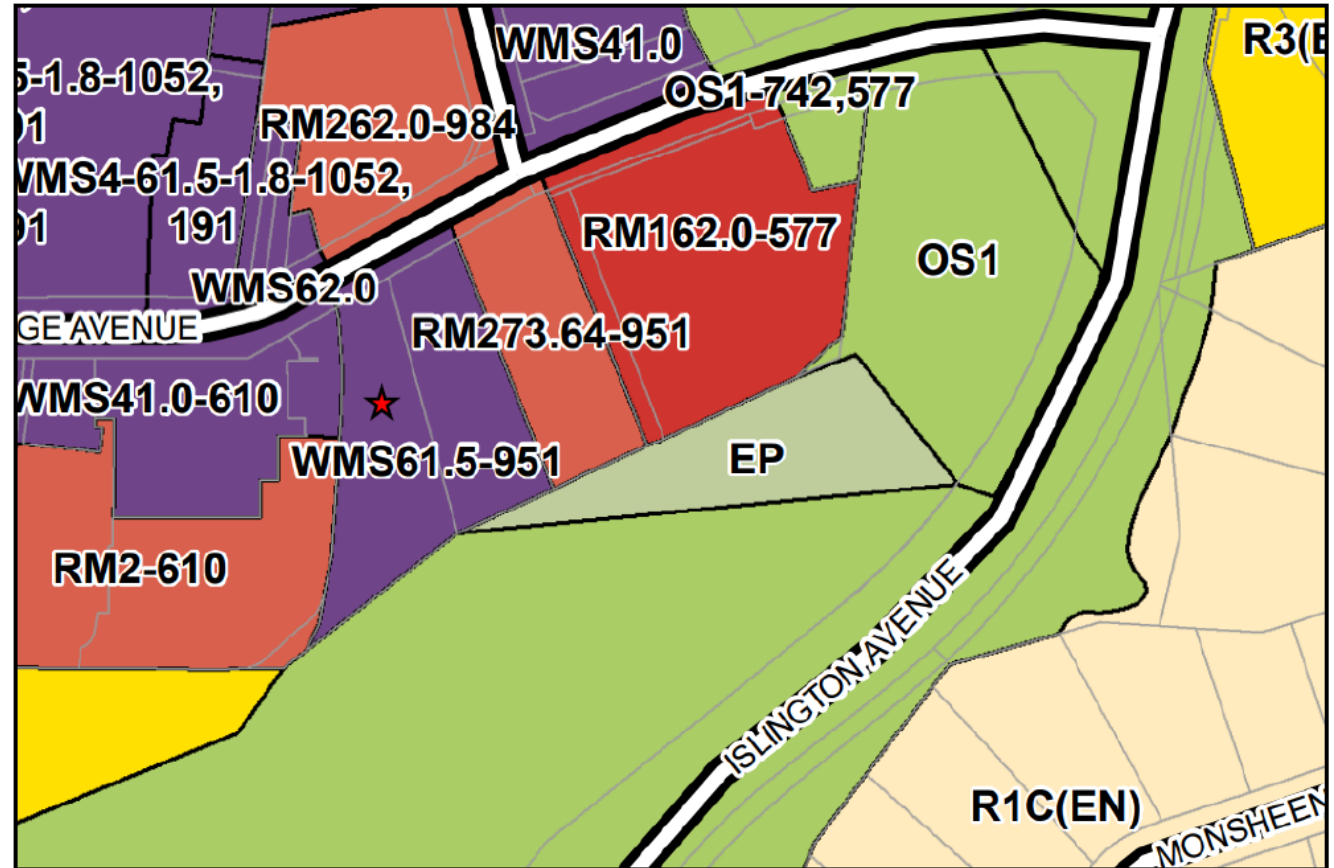 WMS41.0
R3(E
5-1.8-1052,
91
OS1-742,577
RM262.0-984
WMS4-61.5-1.8-1052,
91
191
RM162.0-577
OS1
WMS62.0
GE AVENUE
RM273.64-951
WMS41.0-610
WMS61.5-951
EP
RM2-610
ISLINGTON AVENUE
R1C(EN)
MONSHEEN